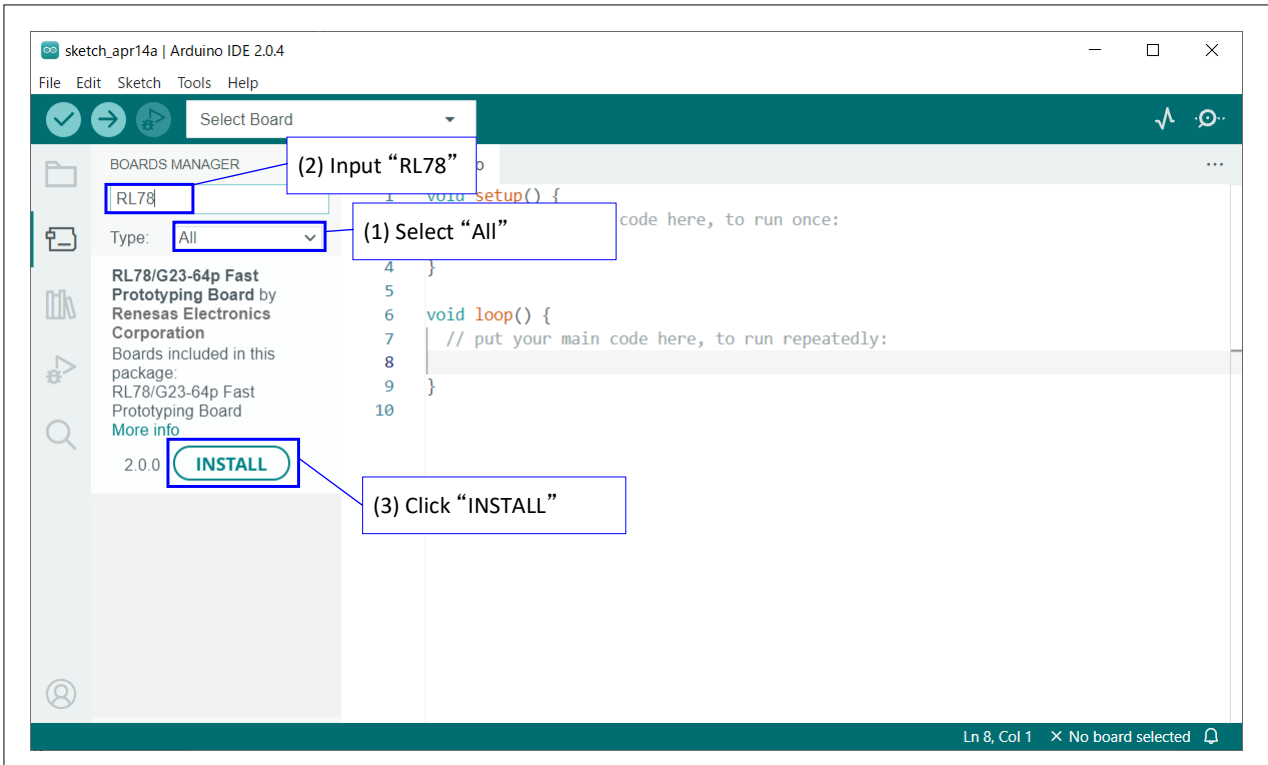 sketch_apr14a | Arduino IDE 2.0.4
File Edit Sketch Tools Help
Select Board
BOARDS MANAGER
(2) Input “RL78”
o
RL78
Type: All
(1) Select “All”
RL78/G23-64p Fast
Prototyping Board by
Renesas Electronics
Corporation
Boards included in this
package:
RL78/G23-64p Fast
Prototyping Board
More info
2.0.0 INSTALL
(3) Click “INSTALL”
1 void setup() {
code here, to run once:
4 }
5
6 void loop() {
7 // put your main code here, to run repeatedly:
8
9 }
10
Ln 8, Col 1 × No board selected